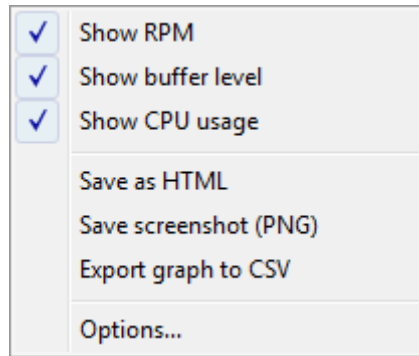 Show RPM
Show buffer level
Show CPU usage
Save as HTML
Save screenshot (PNG)
Export graph to CSV
Options...